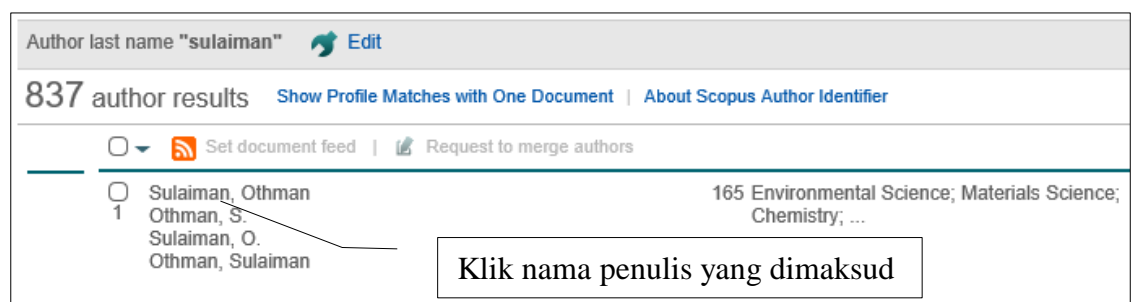 Author last name "sulaiman" Edit
837 author results Show Profile Matches with One Document | About Scopus Author Identifier
Set document feed | Request to merge authors
Sulaiman, Othman 165 Environmental Science; Materials Science;
1 Othman, S. Chemistry; ...
Sulaiman, O.
Othman, Sulaiman
Klik nama penulis yang dimaksud